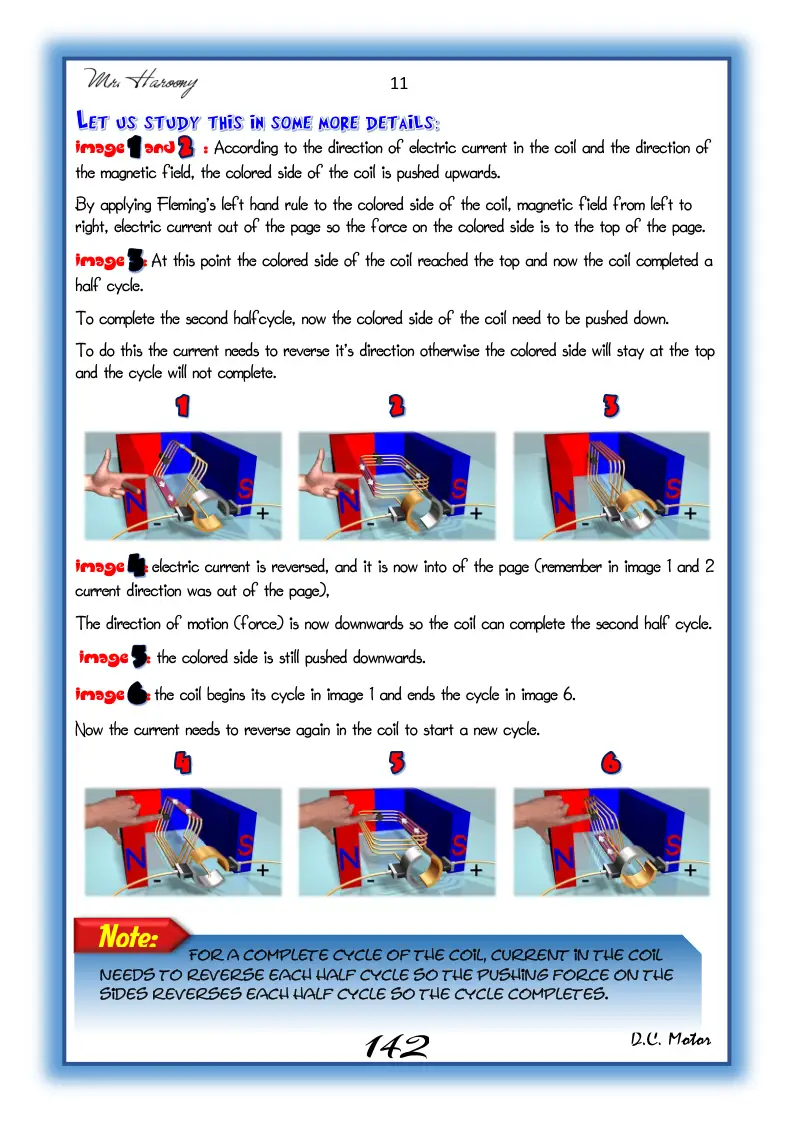 Mr. Haroony
11
Let us study this in some more details:
image 1 and 2 : According to the direction of electric current in the coil and the direction of
the magnetic field, the colored side of the coil is pushed upwards.
By applying Fleming's left hand rule to the colored side of the coil, magnetic field from left to
right, electric current out of the page so the force on the colored side is to the top of the page.
image 3: At this point the colored side of the coil reached the top and now the coil completed a
half cycle.
To complete the second halfcycle, now the colored side of the coil need to be pushed down.
To do this the current needs to reverse it's direction otherwise the colored side will stay at the top
and the cycle will not complete.
1 2 3
N S - +
N S - +
N S - +
image 4: electric current is reversed, and it is now into of the page (remember in image 1 and 2
current direction was out of the page),
The direction of motion (force) is now downwards so the coil can complete the second half cycle.
image 5: the colored side is still pushed downwards.
image 6: the coil begins its cycle in image 1 and ends the cycle in image 6.
Now the current needs to reverse again in the coil to start a new cycle.
4 5 6
N S - +
N S - +
N S - +
Note:
For a complete cycle of the coil, current in the coil
needs to reverse each half cycle so the pushing force on the
sides reverses each half cycle so the cycle completes.
142
D.C. Motor